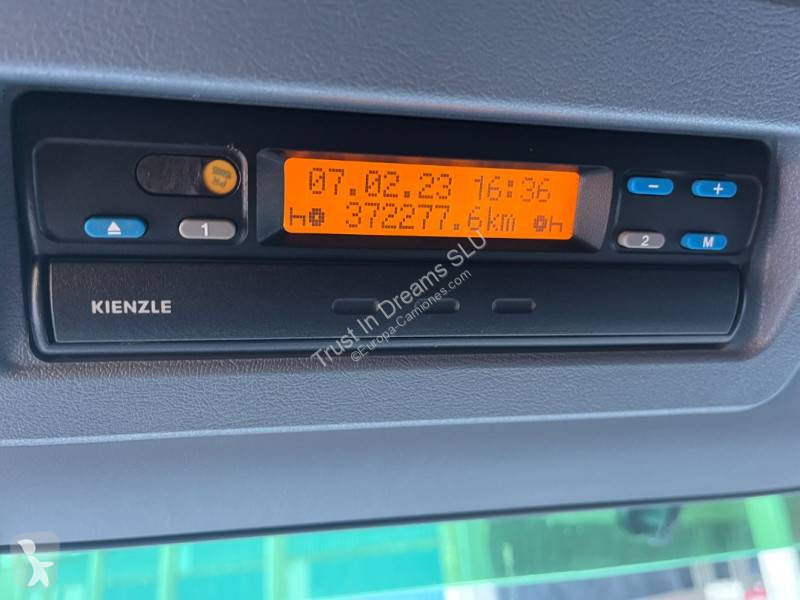 07.02.23 16:36
372277.6km h
1
2
- +
M
KIENZLE
Trust In Dreams SLU
©Europa-Camiones.com